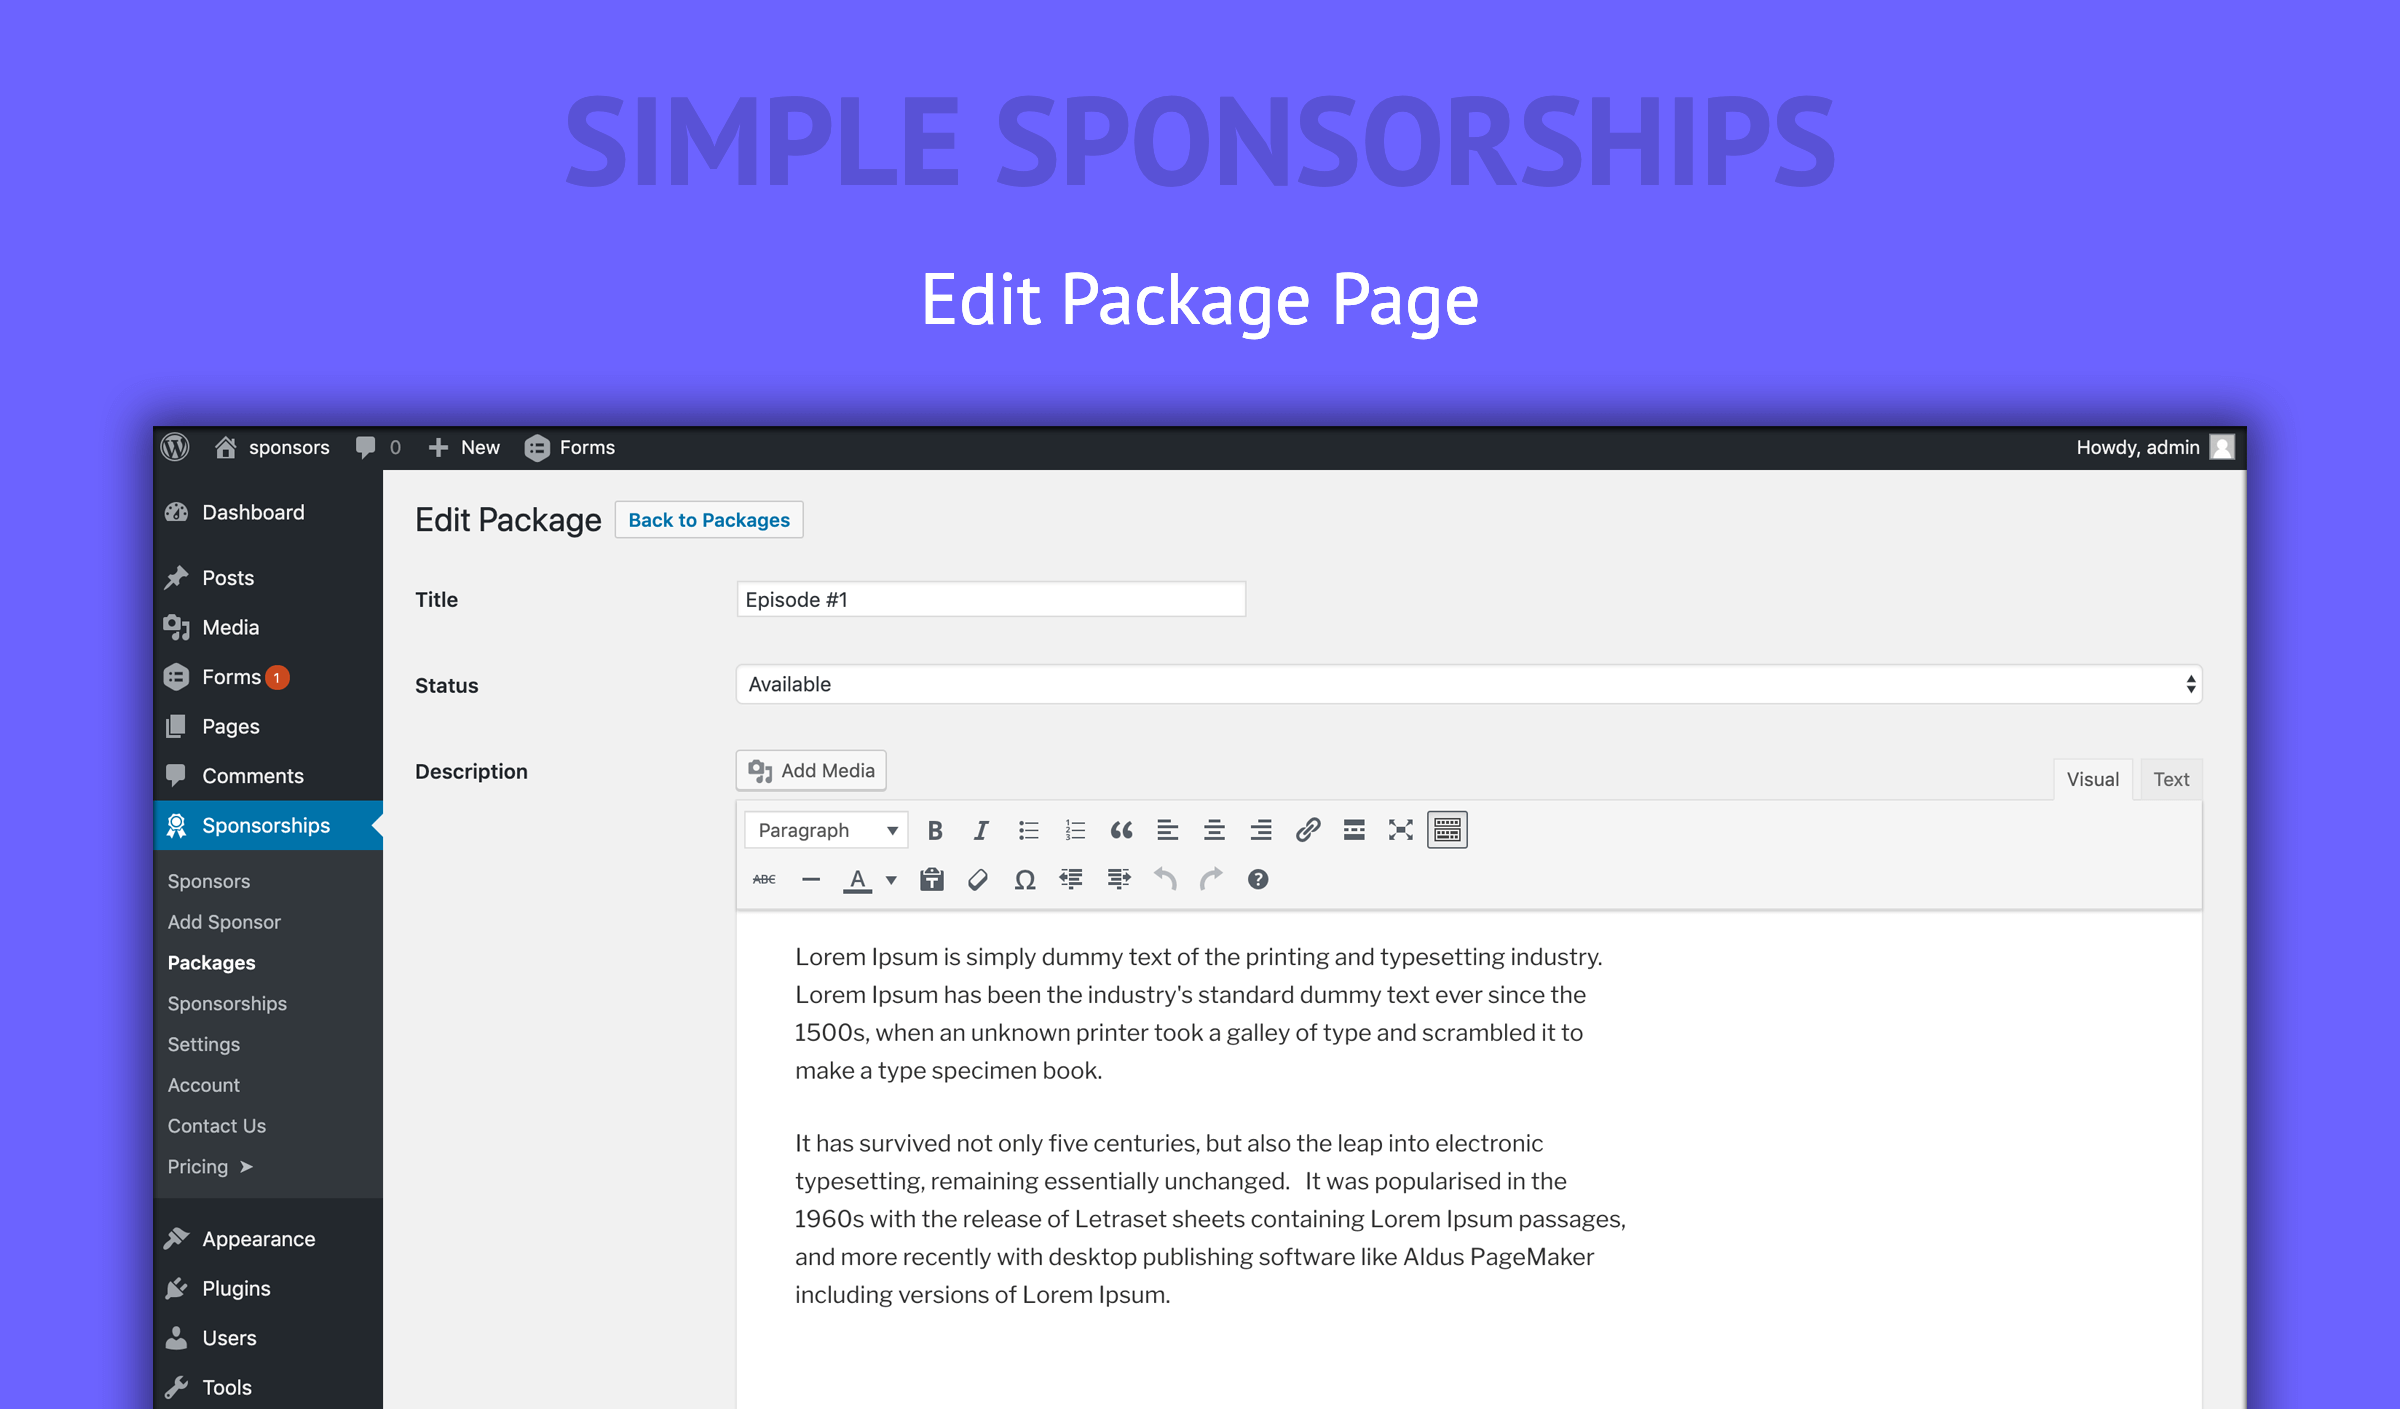 SIMPLE SPONSORSHIPS
Edit Package Page
sponsors 0 New Forms Howdy, admin
Dashboard
Posts
Media
Forms 1
Pages
Comments
Sponsorships
Sponsors
Add Sponsor
Packages
Sponsorships
Settings
Account
Contact Us
Pricing ➤
Appearance
Plugins
Users
Tools
Edit Package Back to Packages
Title Episode #1
Status Available
Description Add Media Visual Text
Paragraph B I
ABC A Ω ?
Lorem Ipsum is simply dummy text of the printing and typesetting industry.
Lorem Ipsum has been the industry's standard dummy text ever since the
1500s, when an unknown printer took a galley of type and scrambled it to
make a type specimen book.
It has survived not only five centuries, but also the leap into electronic
typesetting, remaining essentially unchanged.  It was popularised in the
1960s with the release of Letraset sheets containing Lorem Ipsum passages,
and more recently with desktop publishing software like Aldus PageMaker
including versions of Lorem Ipsum.